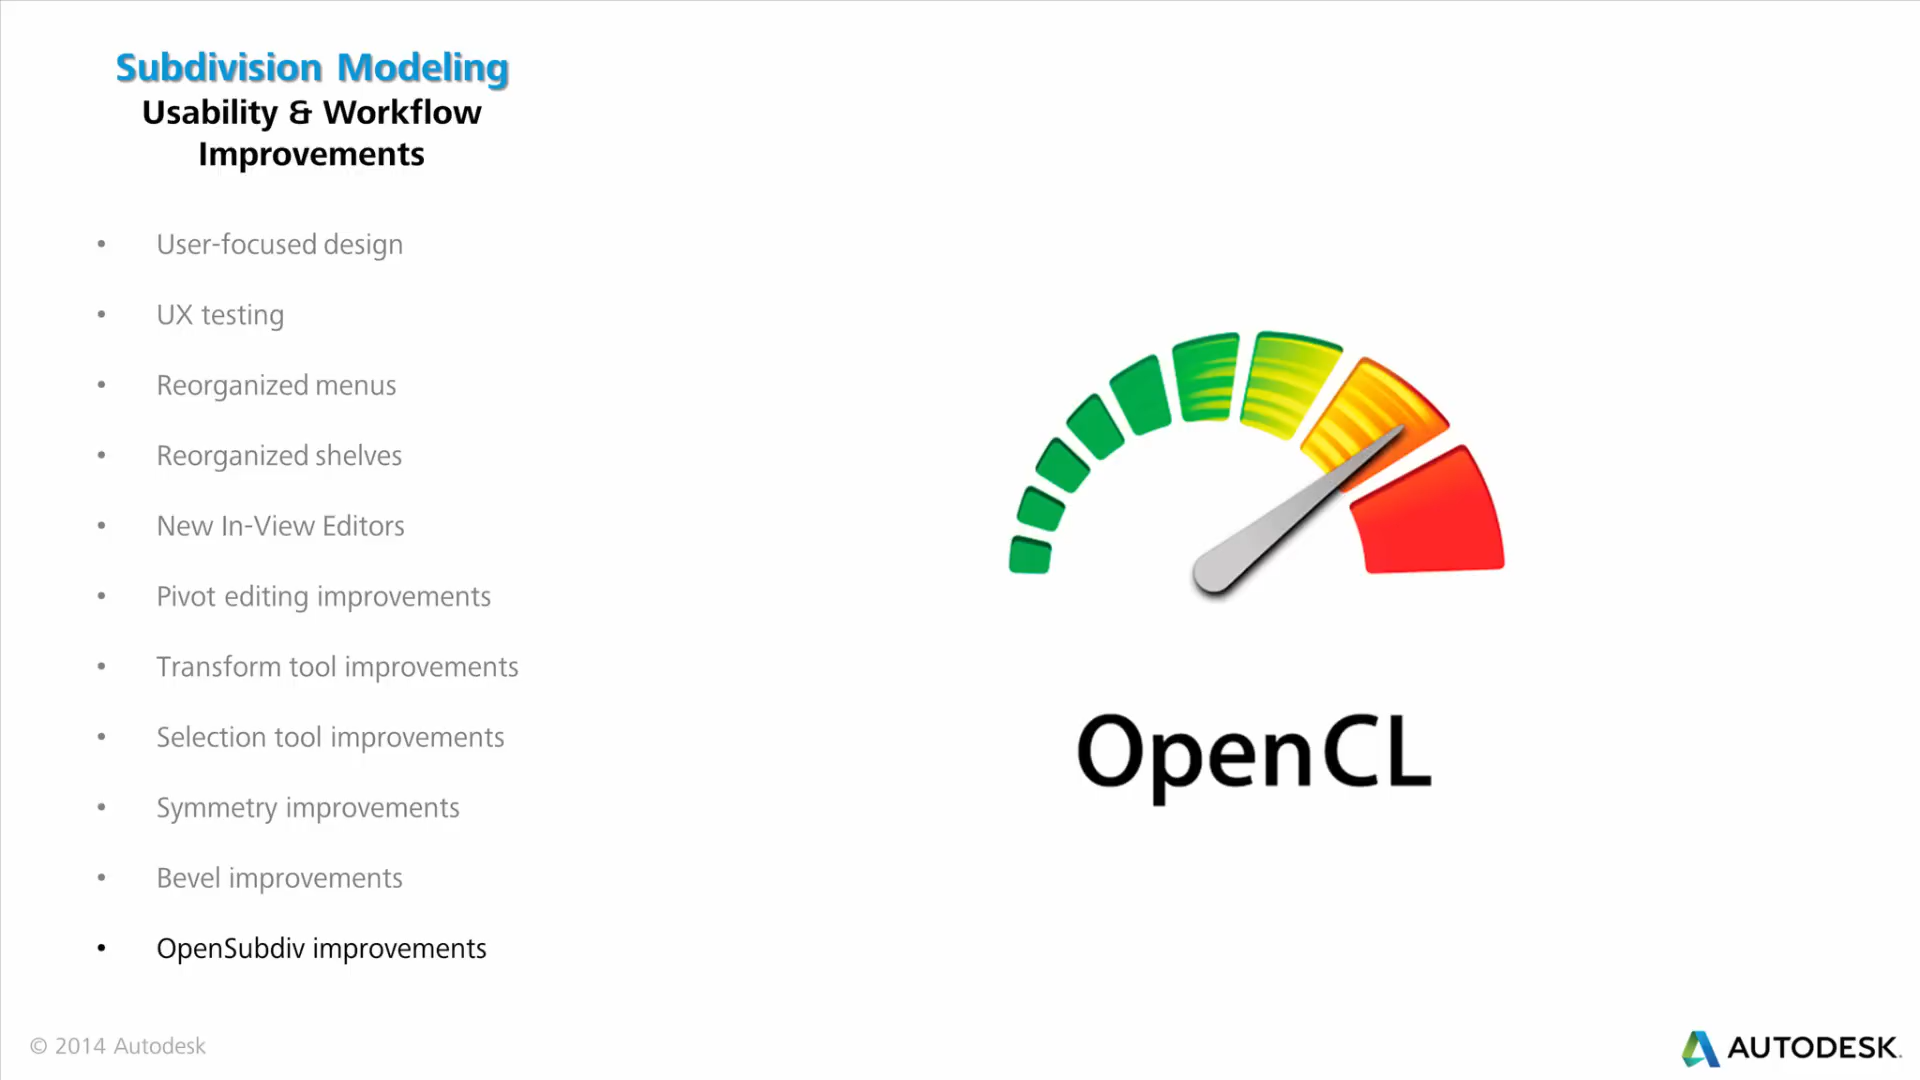 Subdivision Modeling
Usability & Workflow
Improvements
• User-focused design
• UX testing
• Reorganized menus
• Reorganized shelves
• New In-View Editors
• Pivot editing improvements
• Transform tool improvements
• Selection tool improvements
• Symmetry improvements
• Bevel improvements
• OpenSubdiv improvements
OpenCL
© 2014 Autodesk
AUTODESK.